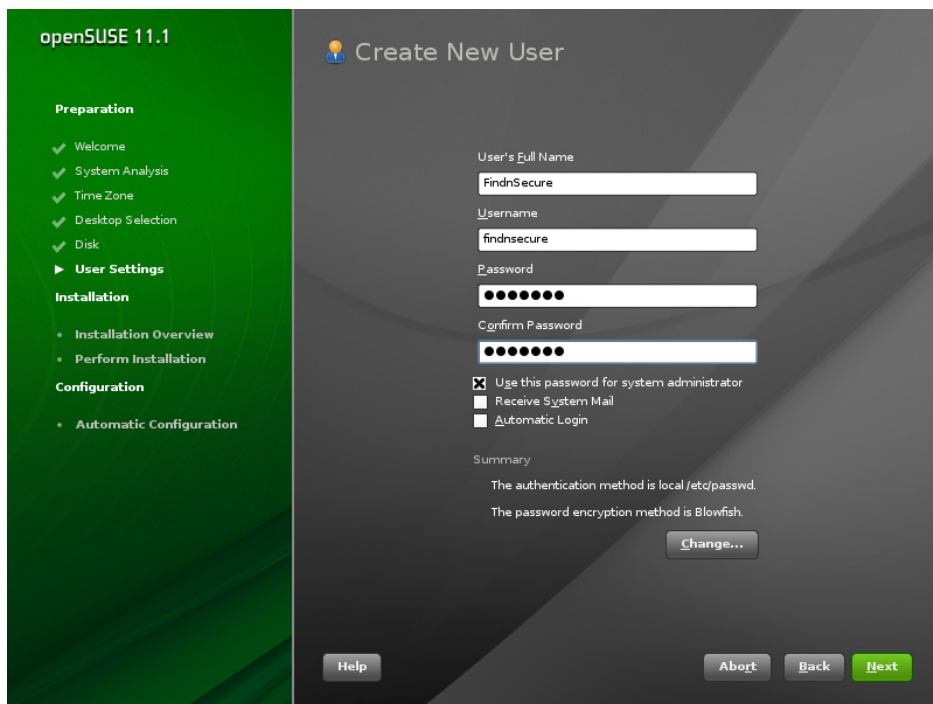 openSUSE 11.1
Preparation
Welcome
System Analysis
Time Zone
Desktop Selection
Disk
User Settings
Installation
Installation Overview
Perform Installation
Configuration
Automatic Configuration
Create New User
User's Full Name
FindnSecure
Username
findnsecure
Password
●●●●●●●
Confirm Password
●●●●●●●
Use this password for system administrator
Receive System Mail
Automatic Login
Summary
The authentication method is local /etc/passwd.
The password encryption method is Blowfish.
Change...
Help
Abort
Back
Next